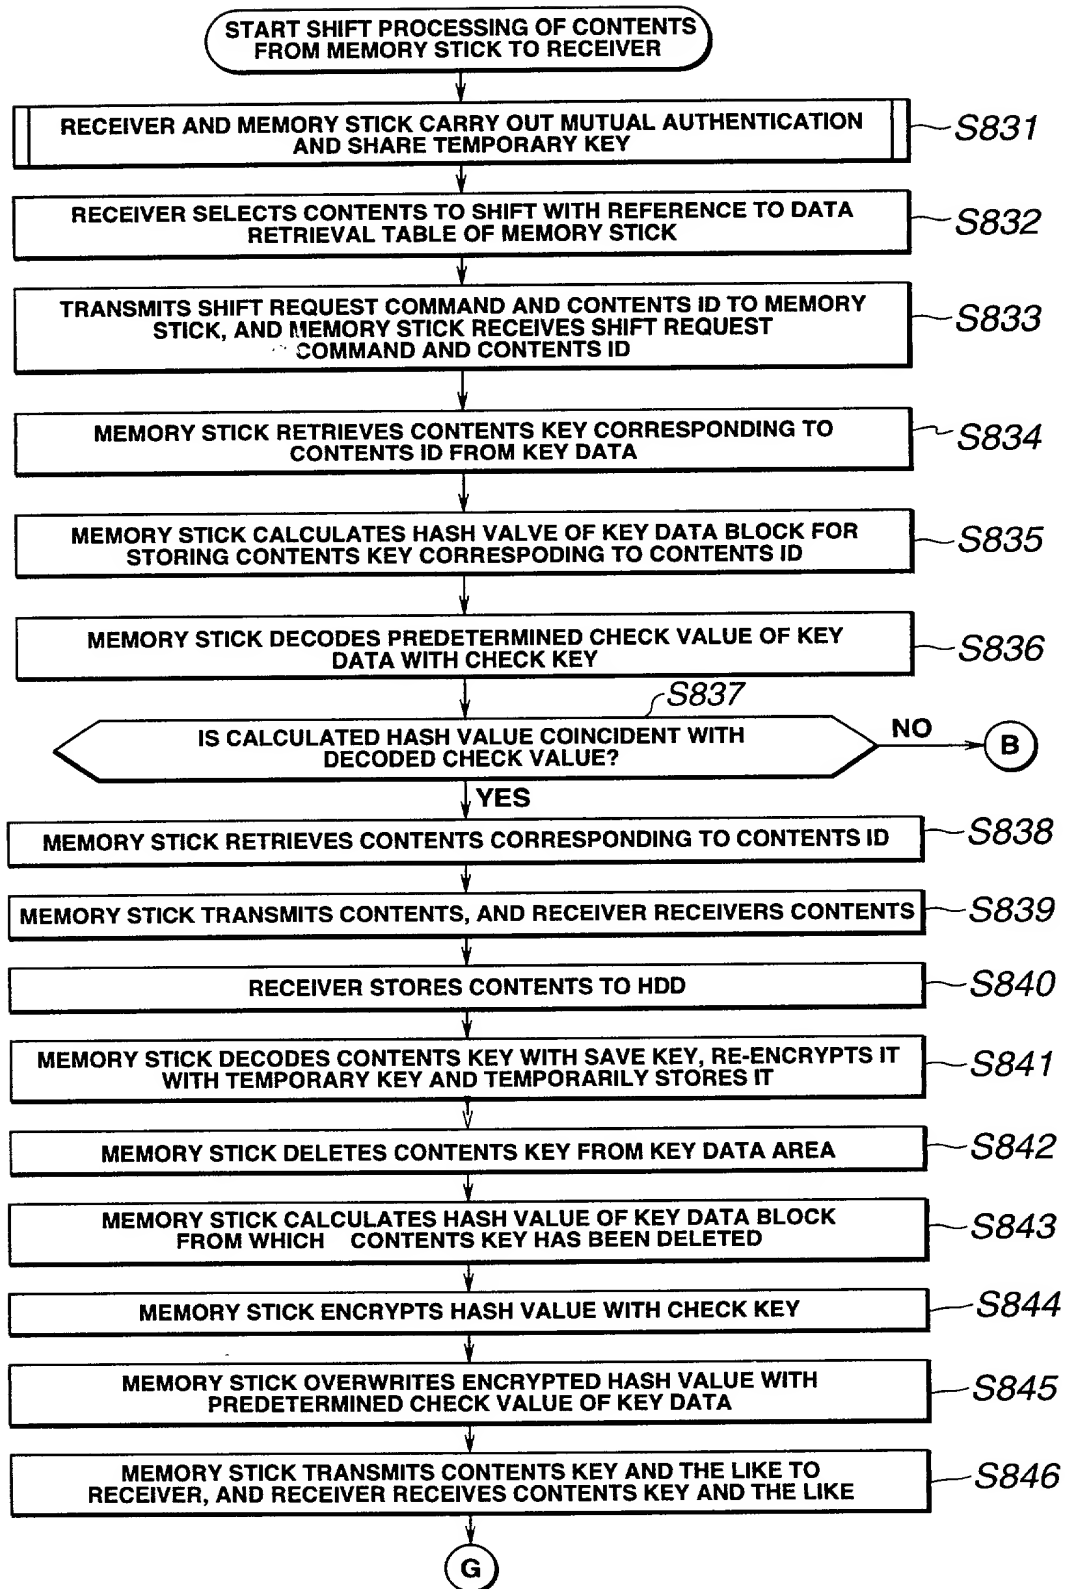 START SHIFT PROCESSING OF CONTENTS
FROM MEMORY STICK TO RECEIVER
RECEIVER AND MEMORY STICK CARRY OUT MUTUAL AUTHENTICATION
AND SHARE TEMPORARY KEY
S831
RECEIVER SELECTS CONTENTS TO SHIFT WITH REFERENCE TO DATA
RETRIEVAL TABLE OF MEMORY STICK
S832
TRANSMITS SHIFT REQUEST COMMAND AND CONTENTS ID TO MEMORY
STICK, AND MEMORY STICK RECEIVES SHIFT REQUEST
COMMAND AND CONTENTS ID
S833
MEMORY STICK RETRIEVES CONTENTS KEY CORRESPONDING TO
CONTENTS ID FROM KEY DATA
S834
MEMORY STICK CALCULATES HASH VALVE OF KEY DATA BLOCK FOR
STORING CONTENTS KEY CORRESPODING TO CONTENTS ID
S835
MEMORY STICK DECODES PREDETERMINED CHECK VALUE OF KEY
DATA WITH CHECK KEY
S836
S837
IS CALCULATED HASH VALUE COINCIDENT WITH
DECODED CHECK VALUE?
NO
B
YES
MEMORY STICK RETRIEVES CONTENTS CORRESPONDING TO CONTENTS ID
S838
MEMORY STICK TRANSMITS CONTENTS, AND RECEIVER RECEIVERS CONTENTS
S839
RECEIVER STORES CONTENTS TO HDD
S840
MEMORY STICK DECODES CONTENTS KEY WITH SAVE KEY, RE-ENCRYPTS IT
WITH TEMPORARY KEY AND TEMPORARILY STORES IT
S841
MEMORY STICK DELETES CONTENTS KEY FROM KEY DATA AREA
S842
MEMORY STICK CALCULATES HASH VALUE OF KEY DATA BLOCK
FROM WHICH CONTENTS KEY HAS BEEN DELETED
S843
MEMORY STICK ENCRYPTS HASH VALUE WITH CHECK KEY
S844
MEMORY STICK OVERWRITES ENCRYPTED HASH VALUE WITH
PREDETERMINED CHECK VALUE OF KEY DATA
S845
MEMORY STICK TRANSMITS CONTENTS KEY AND THE LIKE TO
RECEIVER, AND RECEIVER RECEIVES CONTENTS KEY AND THE LIKE
S846
G